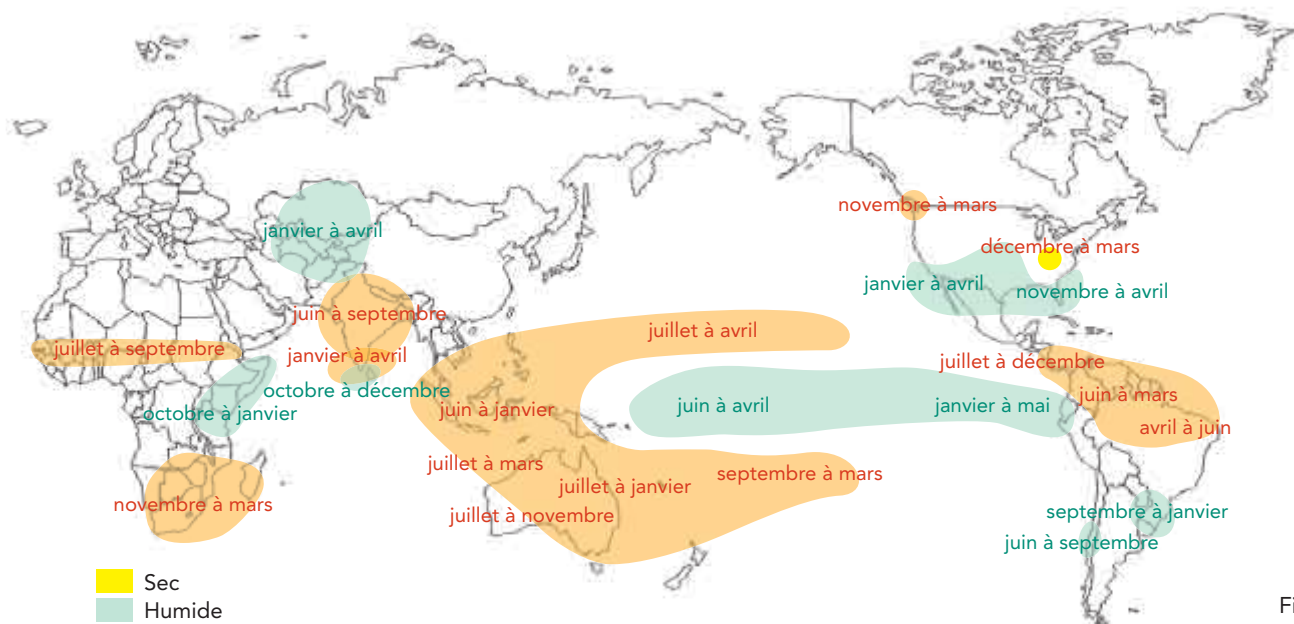 novembre à mars
janvier à avril
décembre à mars
janvier à avril
novembre à avril
juin à septembre
juillet à avril
juillet à septembre
janvier à avril
juillet à décembre
octobre à décembre
juin à mars
octobre à janvier
juin à janvier
juin à avril
janvier à mai
avril à juin
juillet à mars
septembre à mars
juillet à janvier
novembre à mars
juillet à novembre
septembre à janvier
juin à septembre
Sec
Humide
Fi